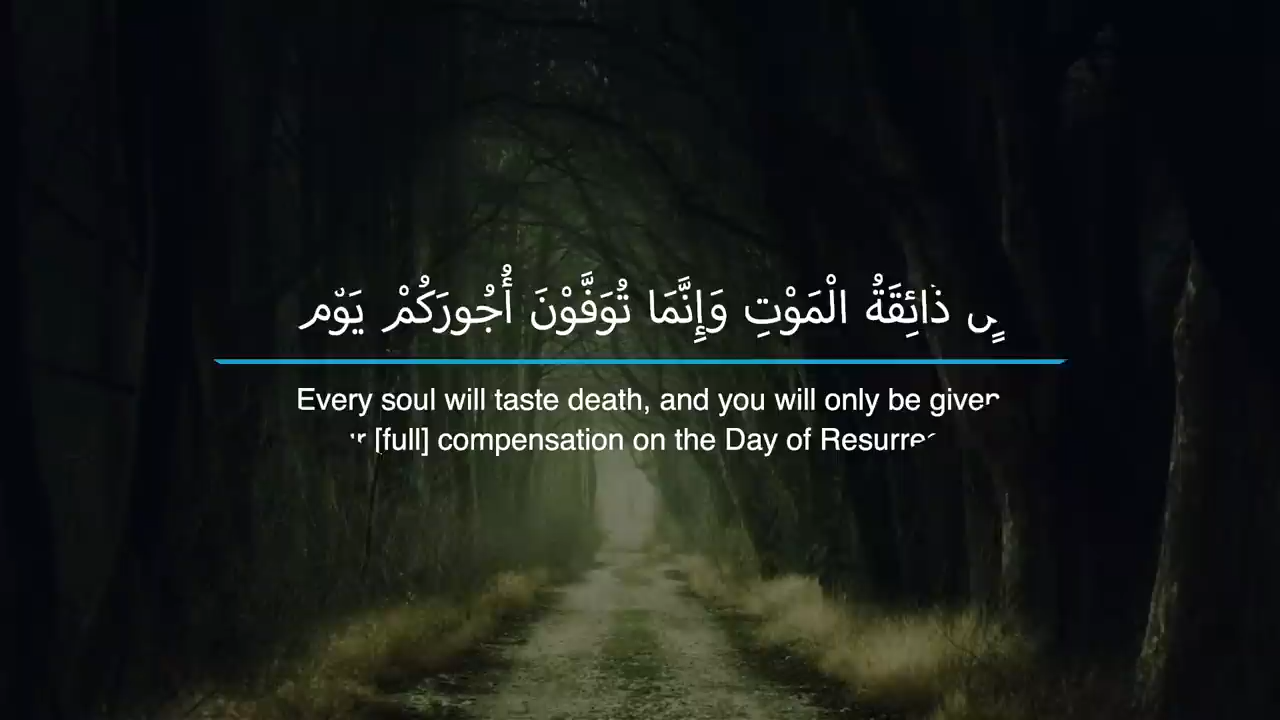 ذَائِقَةُ الْمَوْتِ وَإِنَّمَا تُوَفَّوْنَ أُجُورَكُمْ يَوْم
Every soul will taste death, and you will only be given
[full] compensation on the Day of